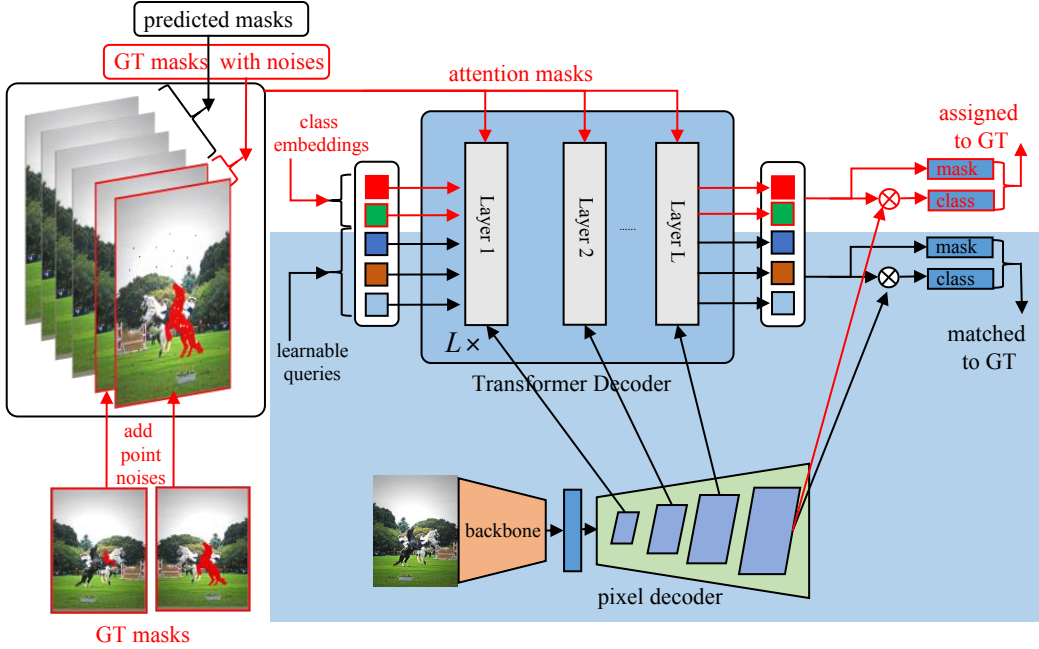 predicted masks
GT masks with noises
attention masks
class
embeddings
assigned
to GT
mask
class
Layer 1
Layer 2
......
Layer L
mask
class
learnable
queries
L×
Transformer Decoder
matched
to GT
add
point
noises
backbone
pixel decoder
GT masks